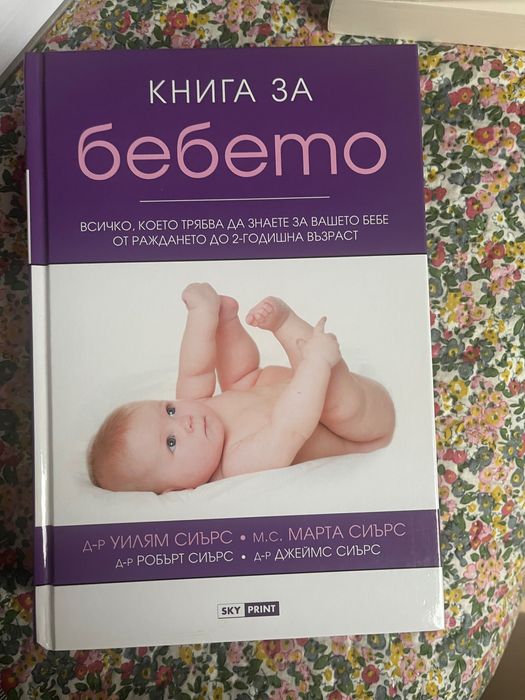 КНИГА ЗА
бебето
ВСИЧКО, КОЕТО ТРЯБВА ДА ЗНАЕТЕ ЗА ВАШЕТО БЕБЕ
ОТ РАЖДАНЕТО ДО 2-ГОДИШНА ВЪЗРАСТ
Д-Р УИЛЯМ СИЪРС • М.С. МАРТА СИЪРС
Д-Р РОБЪРТ СИЪРС • Д-Р ДЖЕЙМС СИЪРС
SKY PRINT